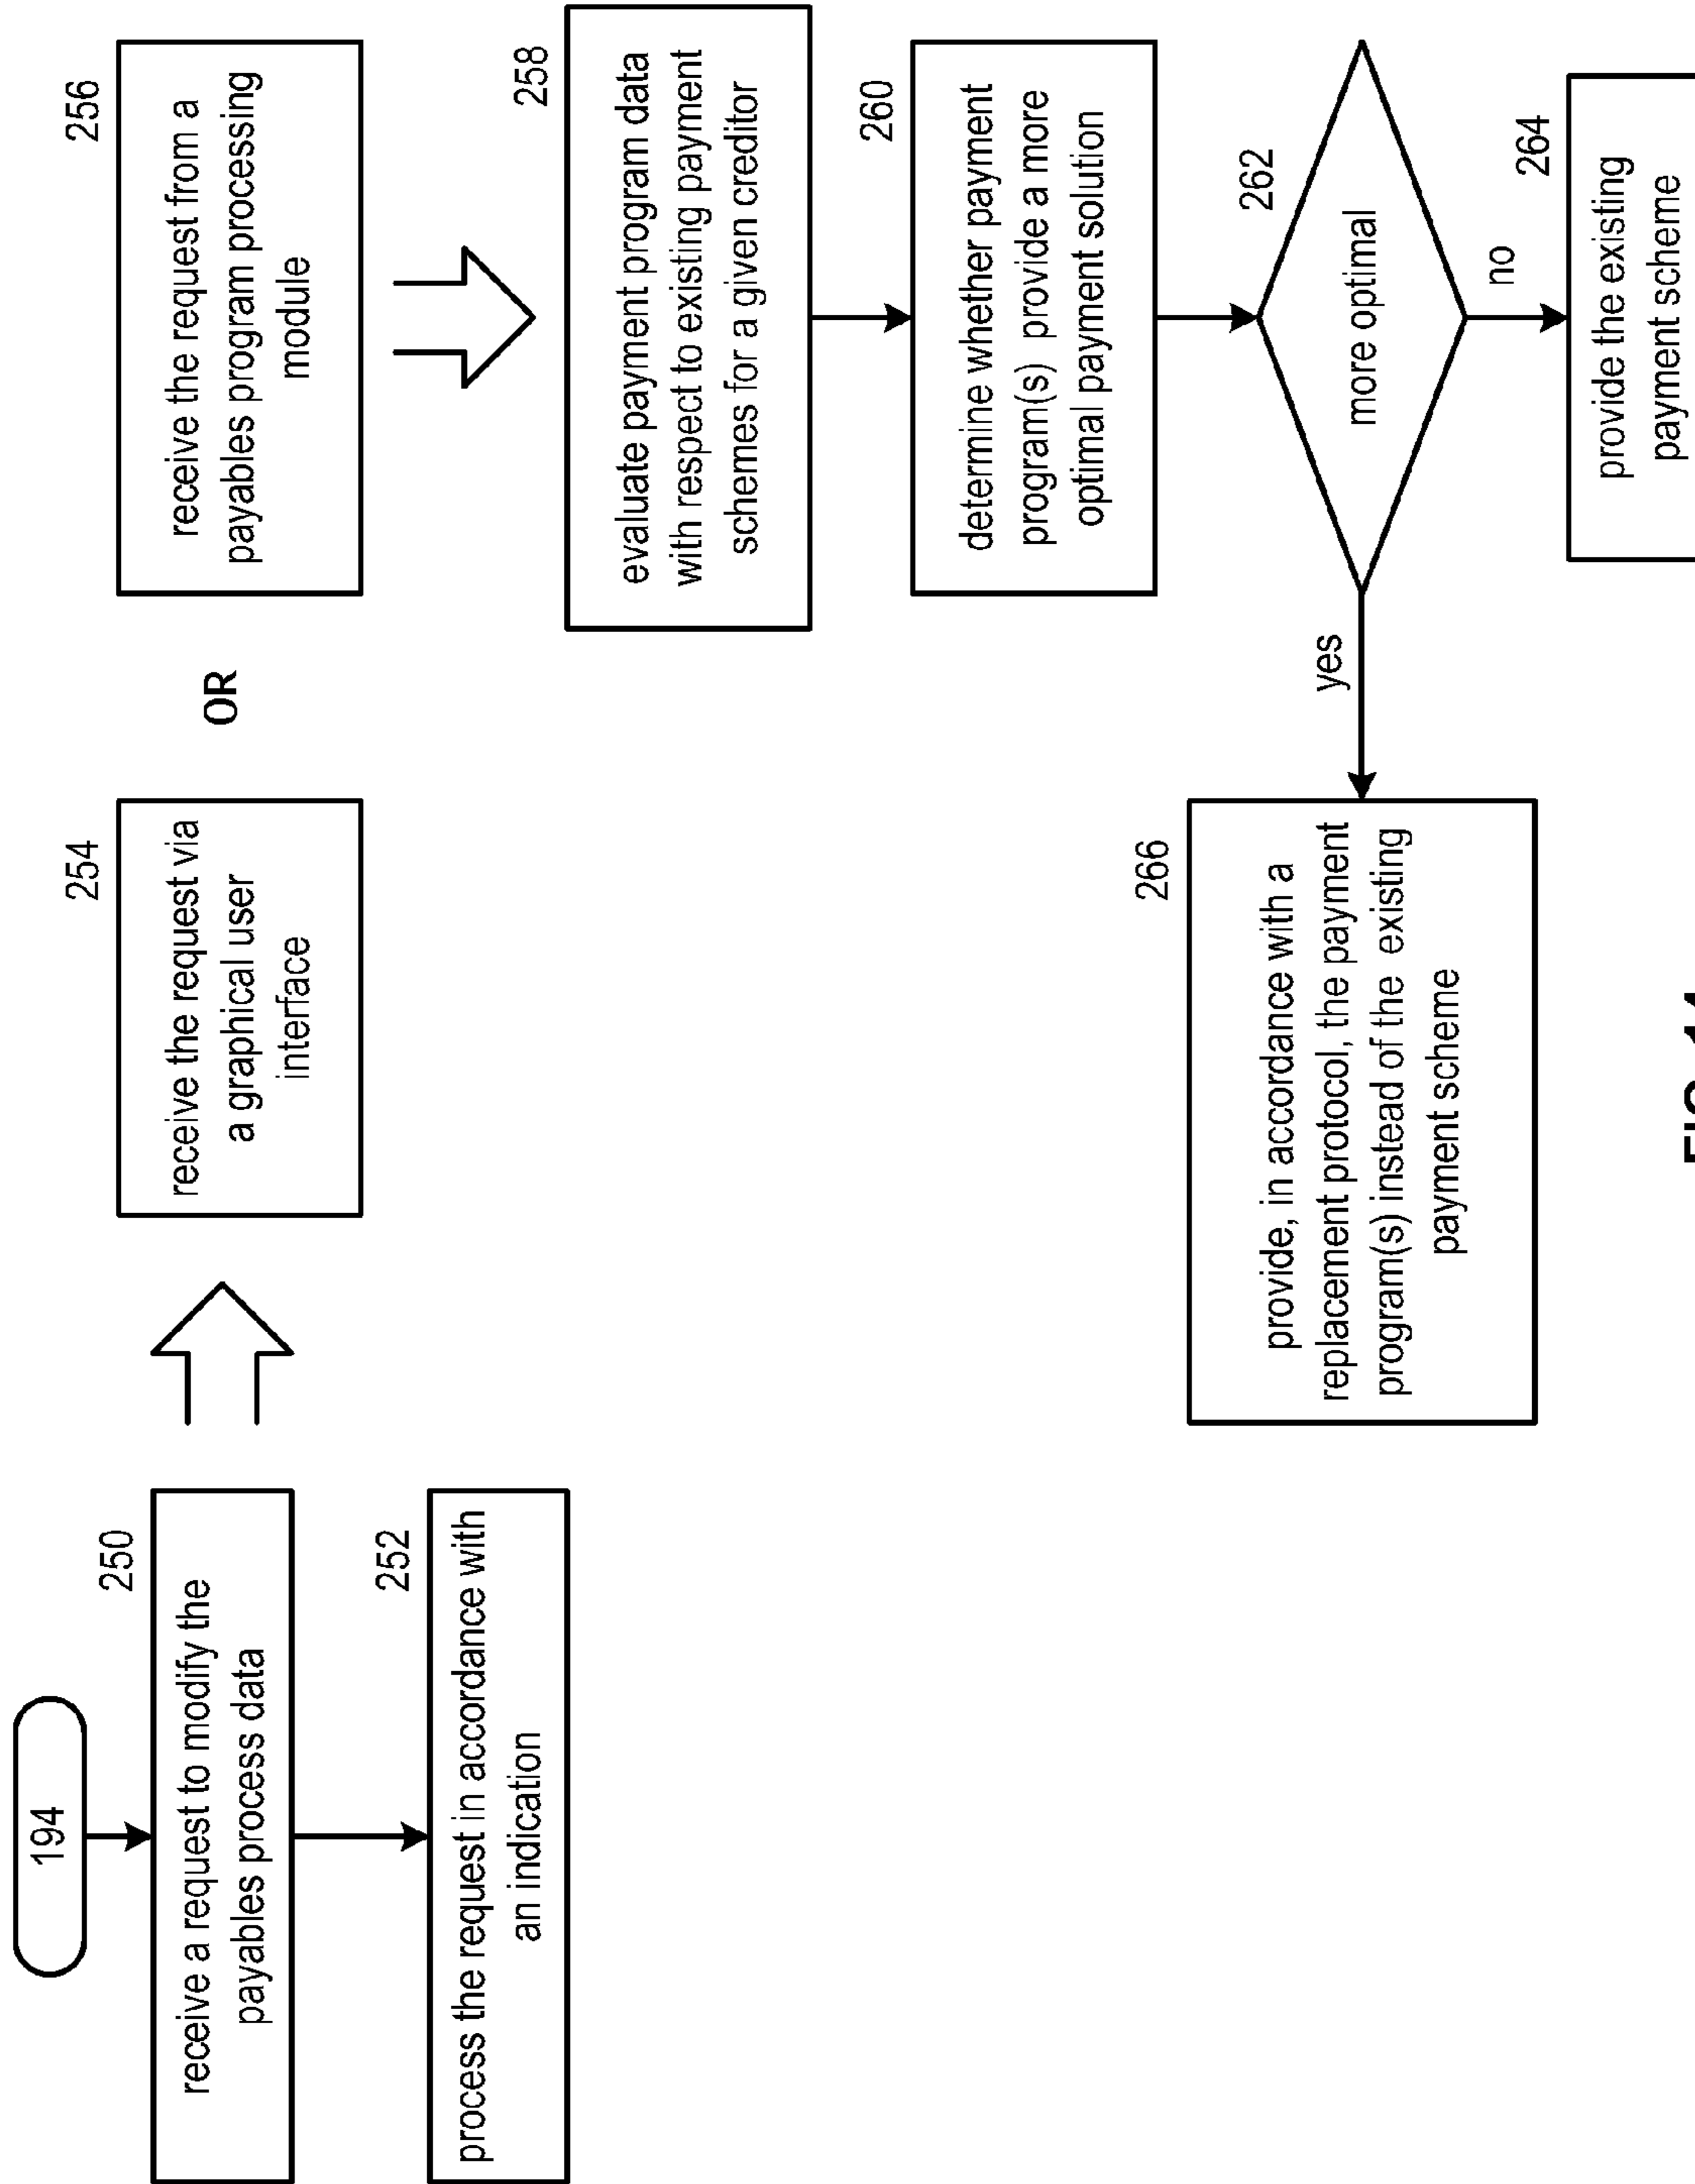 194
250
receive a request to modify the
payables process data
252
process the request in accordance with
an indication
254
receive the request via
a graphical user
interface
OR
256
receive the request from a
payables program processing
module
258
evaluate payment program data
with respect to existing payment
schemes for a given creditor
260
determine whether payment
program(s) provide a more
optimal payment solution
262
more optimal
yes
no
264
provide the existing
payment scheme
266
provide, in accordance with a
replacement protocol, the payment
program(s) instead of the existing
payment scheme